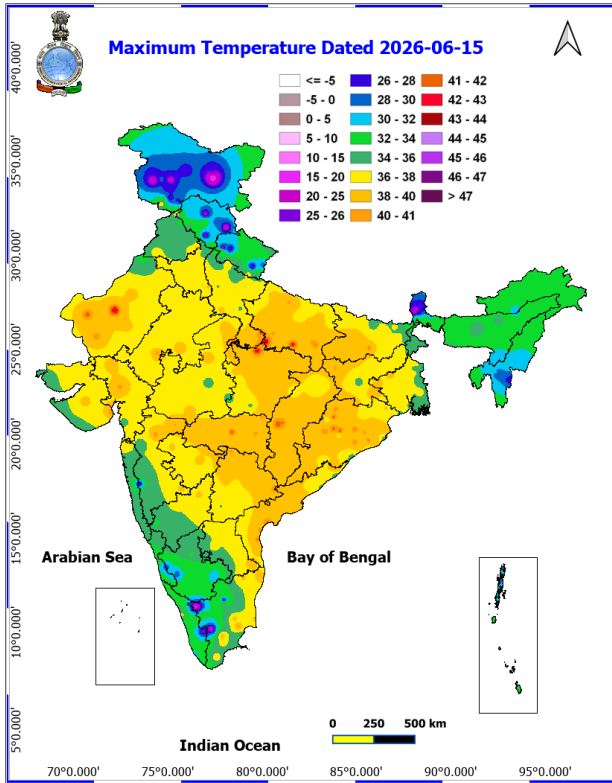 Maximum Temperature Dated 2026-06-15
<= -5
-5 - 0
0 - 5
5 - 10
10 - 15
15 - 20
20 - 25
25 - 26
26 - 28
28 - 30
30 - 32
32 - 34
34 - 36
36 - 38
38 - 40
40 - 41
41 - 42
42 - 43
43 - 44
44 - 45
45 - 46
46 - 47
> 47
40°0.000'
35°0.000'
30°0.000'
25°0.000'
20°0.000'
15°0.000'
10°0.000'
5°0.000'
Arabian Sea
Bay of Bengal
Indian Ocean
0 250 500 km
70°0.000' 75°0.000' 80°0.000' 85°0.000' 90°0.000' 95°0.000'